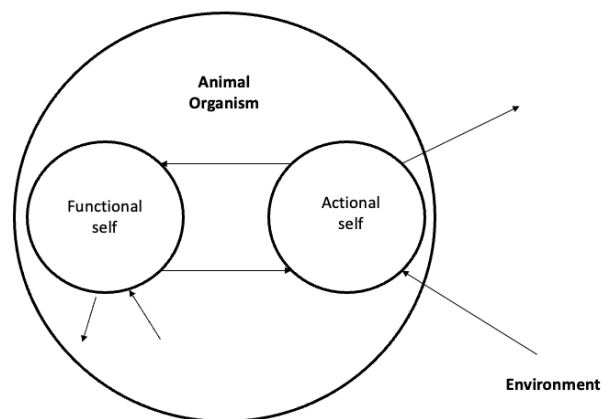 Animal
Organism
Functional
self
Actional
self
Environment